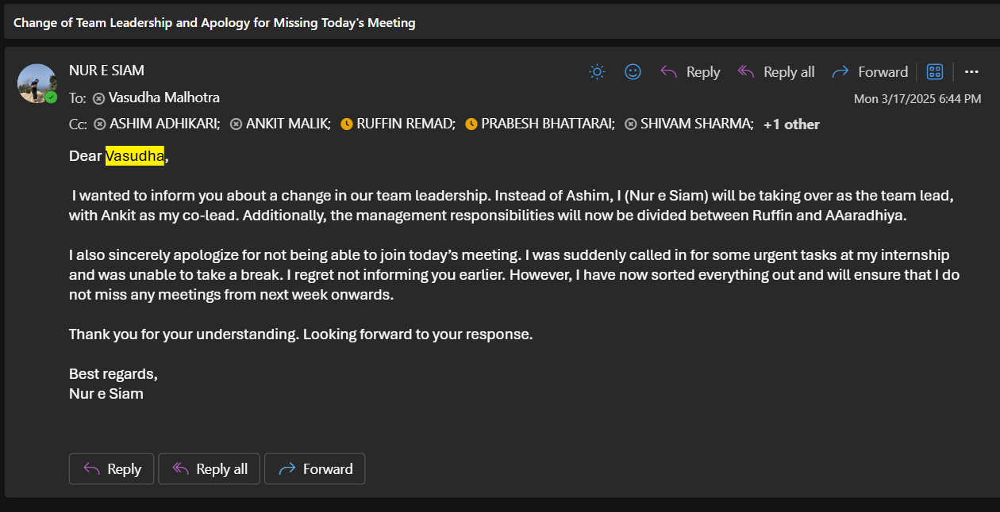 Change of Team Leadership and Apology for Missing Today's Meeting
NUR E SIAM
Reply
Reply all
Forward
To: Vasudha Malhotra
Mon 3/17/2025 6:44 PM
Cc: ASHIM ADHIKARI; ANKIT MALIK; RUFFIN REMAD; PRABESH BHATTARAI; SHIVAM SHARMA; +1 other
Dear Vasudha,
I wanted to inform you about a change in our team leadership. Instead of Ashim, I (Nur e Siam) will be taking over as the team lead,
with Ankit as my co-lead. Additionally, the management responsibilities will now be divided between Ruffin and AAaradhiya.
I also sincerely apologize for not being able to join today’s meeting. I was suddenly called in for some urgent tasks at my internship
and was unable to take a break. I regret not informing you earlier. However, I have now sorted everything out and will ensure that I do
not miss any meetings from next week onwards.
Thank you for your understanding. Looking forward to your response.
Best regards,
Nur e Siam
Reply
Reply all
Forward